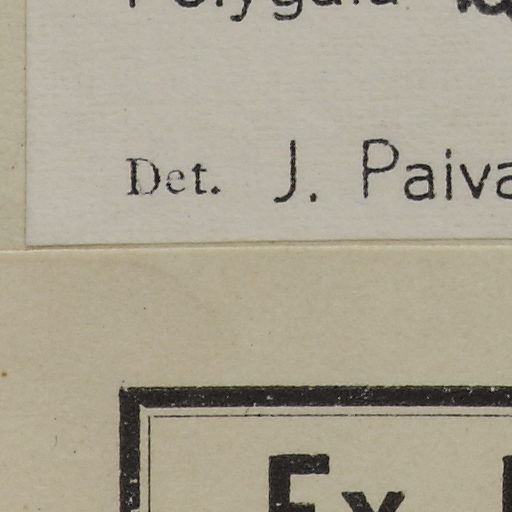 Polygala
Det. J. Paiva
Ex